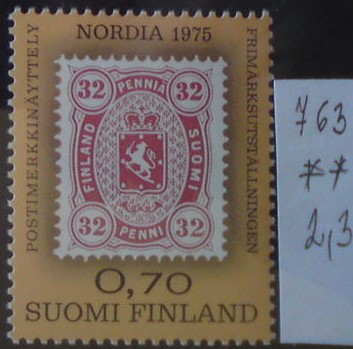 NORDIA 1975
POSTIMERKKINÄYTTELY
FRIMÄRKSUTSTÄLLNINGEN
32 PENNIÄ 32
FINLAND
SUOMI
32 PENNI 32
0,70
SUOMI FINLAND
763
**
2,3